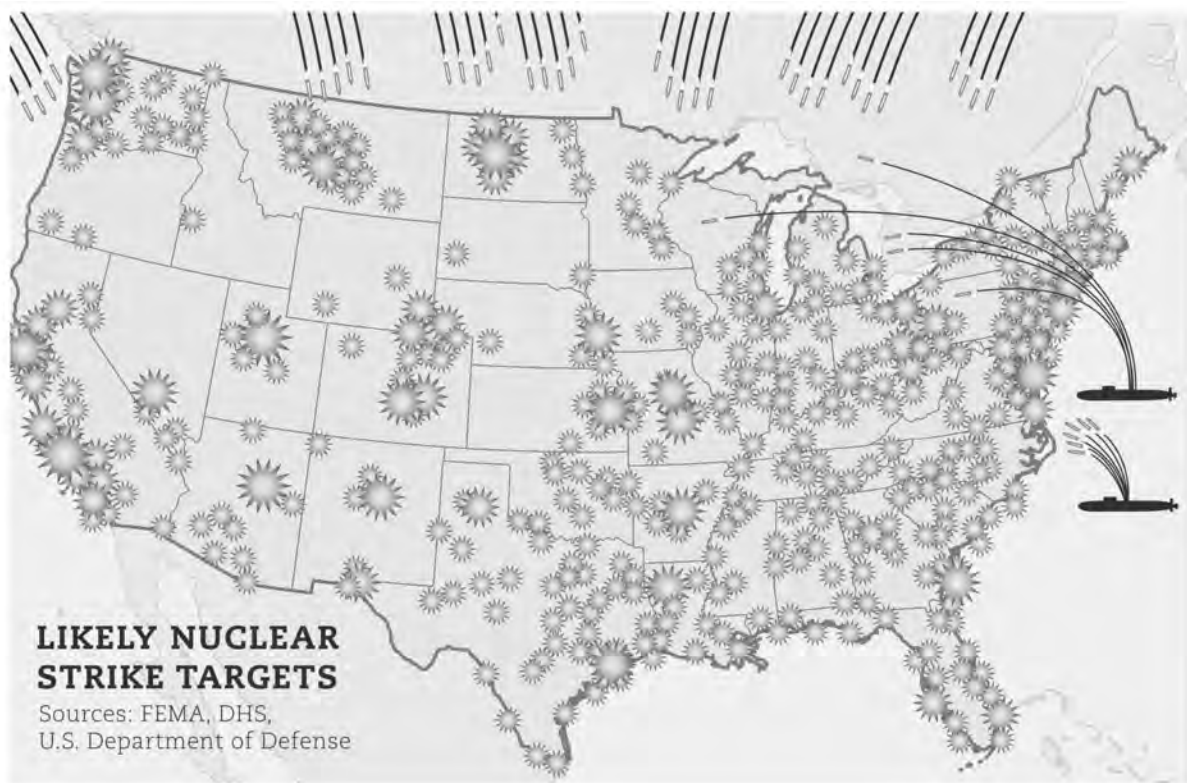 LIKELY NUCLEAR
STRIKE TARGETS
Sources: FEMA, DHS,
U.S. Department of Defense